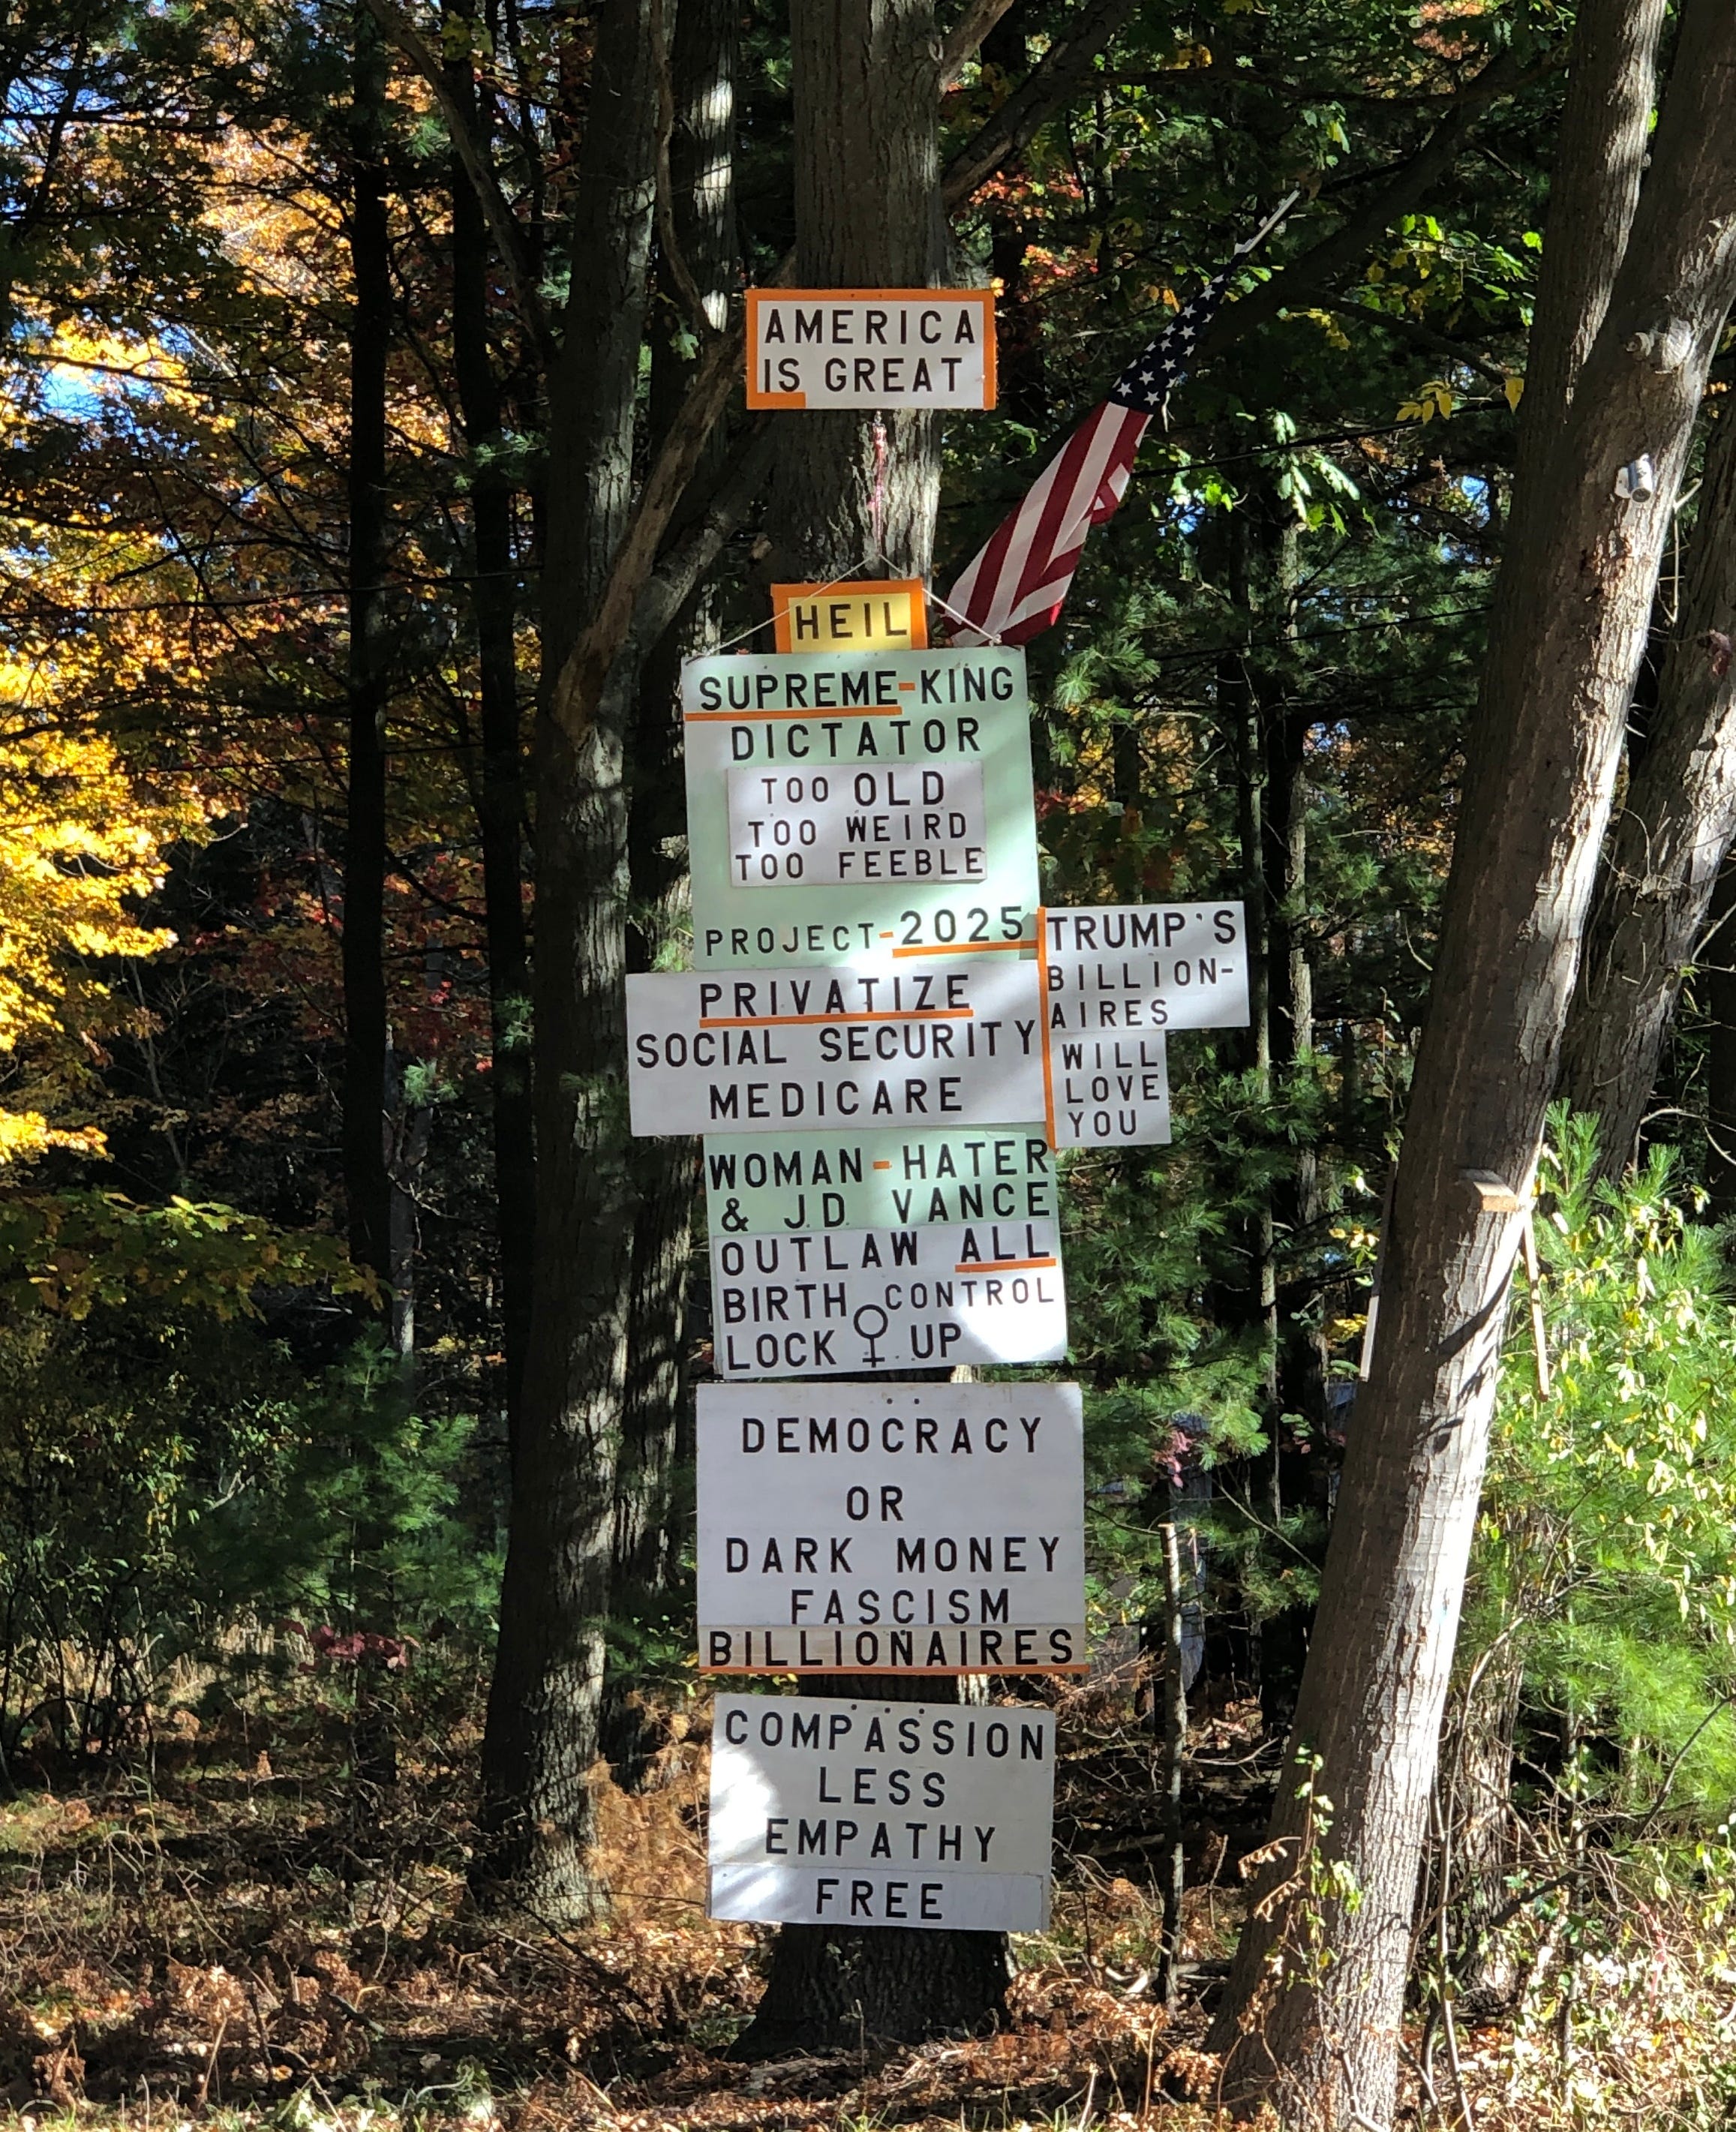 AMERICA
IS GREAT
HEIL
SUPREME-KING
DICTATOR
TOO OLD
TOO WEIRD
TOO FEEBLE
PROJECT-2025
PRIVATIZE
SOCIAL SECURITY
MEDICARE
TRUMP'S
BILLION-
AIRES
WILL
LOVE
YOU
WOMAN-HATER
& J.D. VANCE
OUTLAW ALL
BIRTH CONTROL
LOCK ♀ UP
DEMOCRACY
OR
DARK MONEY
FASCISM
BILLIONAIRES
COMPASSION
LESS
EMPATHY
FREE